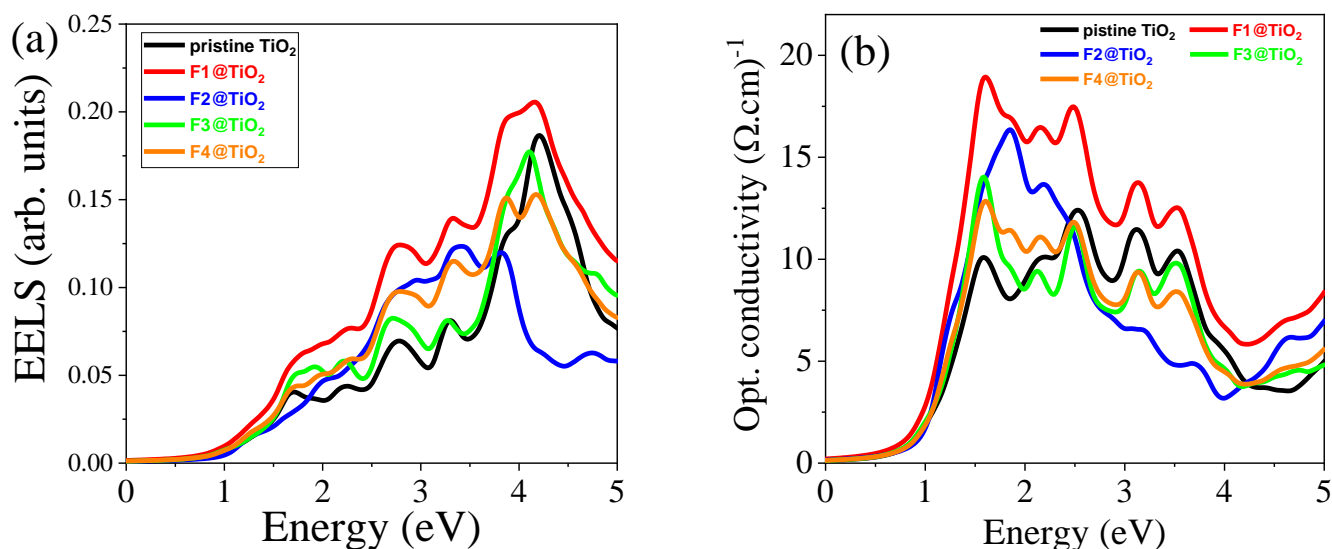 (a)
pristine TiO₂
F1@TiO₂
F2@TiO₂
F3@TiO₂
F4@TiO₂
EELS (arb. units)
0.25
0.20
0.15
0.10
0.05
0.00
0 1 2 3 4 5
Energy (eV)
(b)
pistine TiO₂ F1@TiO₂
F2@TiO₂ F3@TiO₂
F4@TiO₂
Opt. conductivity (Ω.cm)⁻¹
20
15
10
5
0
0 1 2 3 4 5
Energy (eV)